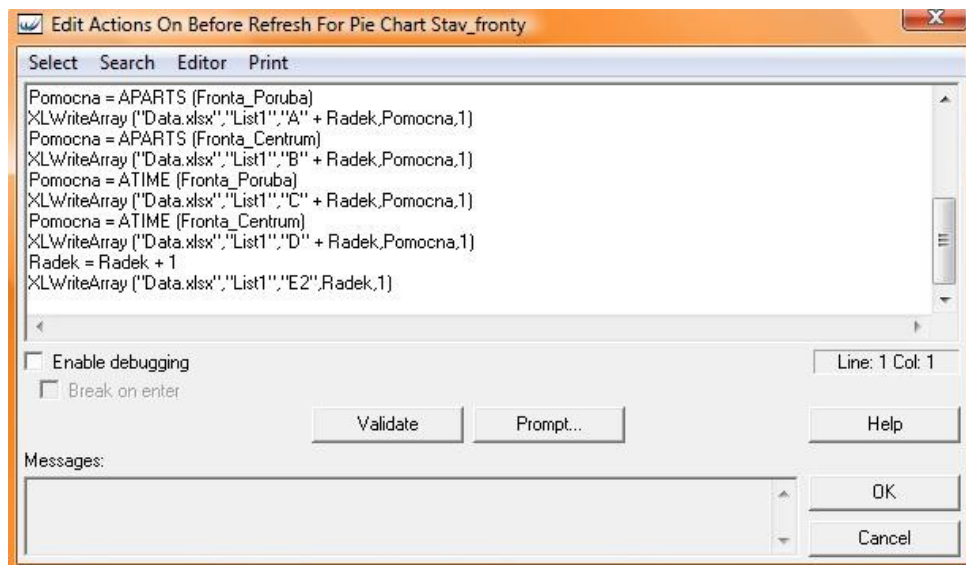 Edit Actions On Before Refresh For Pie Chart Stav_fronty
Select Search Editor Print
Pomocna = APARTS (Fronta_Poruba)
XLWriteArray ("Data.xlsx","List1","A" + Radek,Pomocna,1)
Pomocna = APARTS (Fronta_Centrum)
XLWriteArray ("Data.xlsx","List1","B" + Radek,Pomocna,1)
Pomocna = ATIME (Fronta_Poruba)
XLWriteArray ("Data.xlsx","List1","C" + Radek,Pomocna,1)
Pomocna = ATIME (Fronta_Centrum)
XLWriteArray ("Data.xlsx","List1","D" + Radek,Pomocna,1)
Radek = Radek + 1
XLWriteArray ("Data.xlsx","List1","E2",Radek,1)
Enable debugging
Line: 1 Col: 1
Break on enter
Validate Prompt... Help
Messages:
OK
Cancel